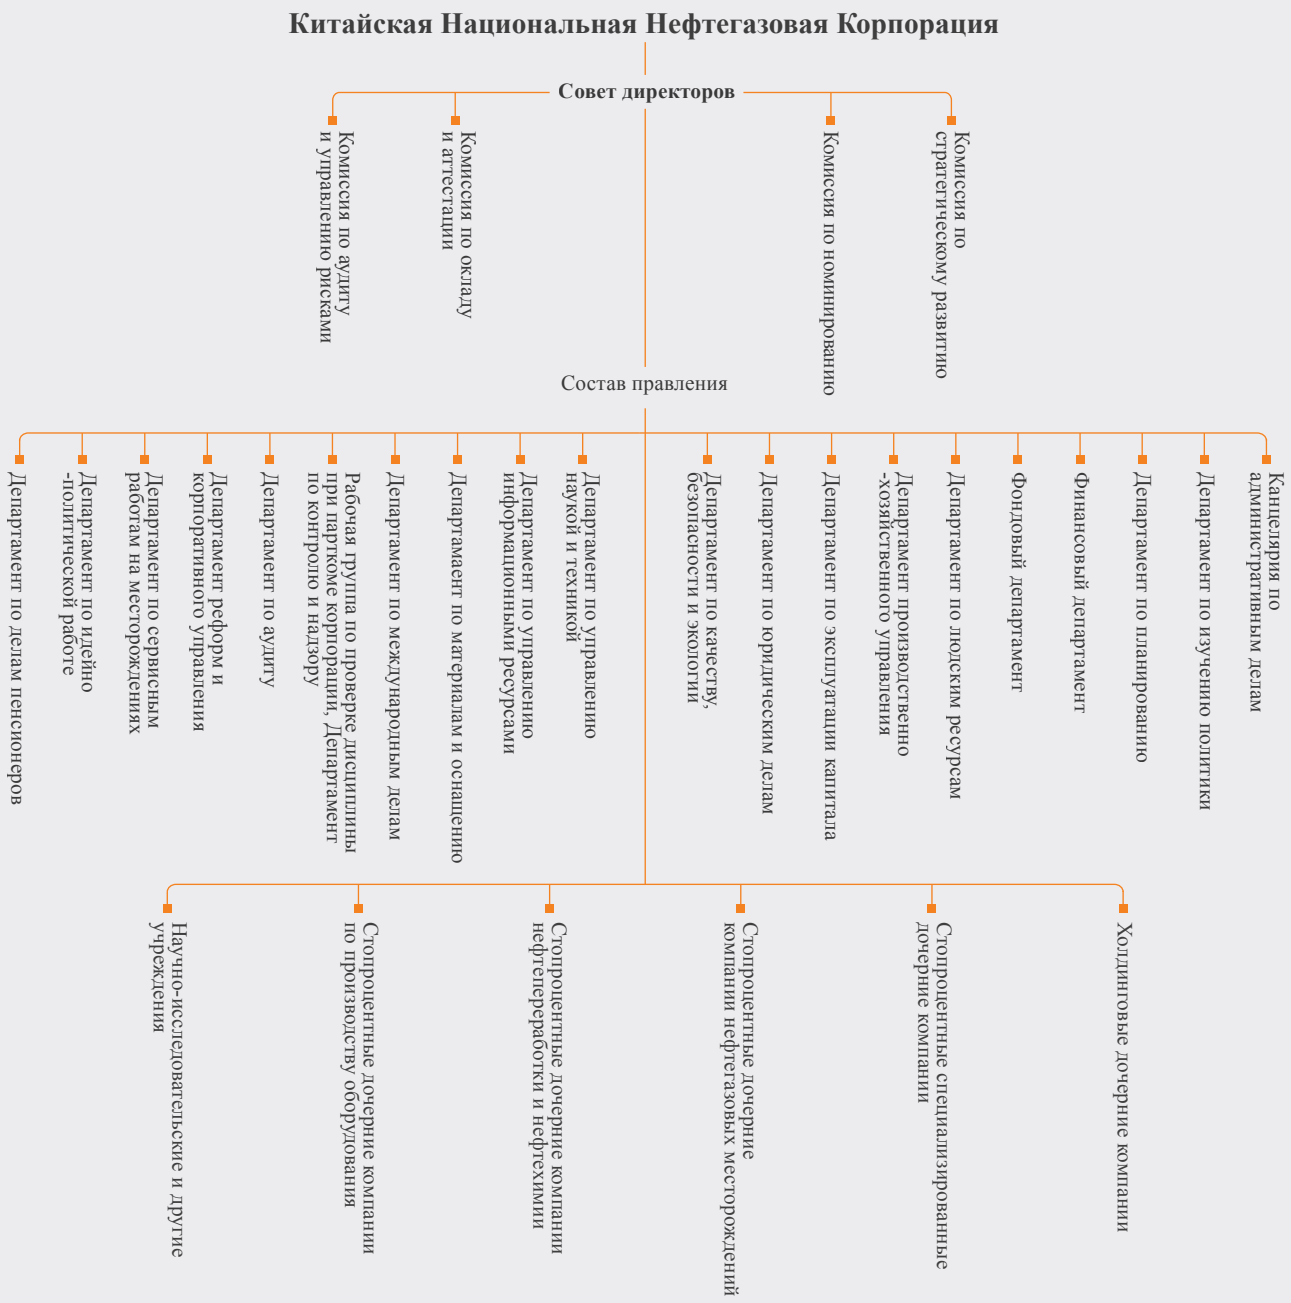 Китайская Национальная Нефтегазовая Корпорация
Совет директоров
Комиссия по аудиту
и управлению рисками
Комиссия по окладу
и аттестации
Комиссия по номинированию
Комиссия по
стратегическому развитию
Состав правления
Департамент по делам пенсионеров
Департамент по идейно
-политической работе
Департамент по сервисным
работам на месторождениях
Департамент реформ и
корпоративного управления
Департамент по аудиту
Рабочая группа по проверке дисциплины
при парткоме корпорации, Департамент
по контролю и надзору
Департамент по международным делам
Департамаент по материалам и оснащению
Департамент по управлению
информационными ресурсами
Департамент по управлению
наукой и техникой
Департамент по качеству,
безопасности и экологии
Департамент по юридическим делам
Департамент по эксплуатации капитала
Департамент производственно
-хозяйственного управления
Департамент по людским ресурсам
Фондовый департамент
Финансовый департамент
Департамент по планированию
Департамент по изучению политики
Канцелярия по
административным делам
Научно-исследовательские и другие
учреждения
Стопроцентные дочерние компании
по производству оборудования
Стопроцентные дочерние компании
нефтепереработки и нефтехимии
Стопроцентные дочерние
компании нефтегазовых месторождений
Стопроцентные специализированные
дочерние компании
Холдинговые дочерние компании